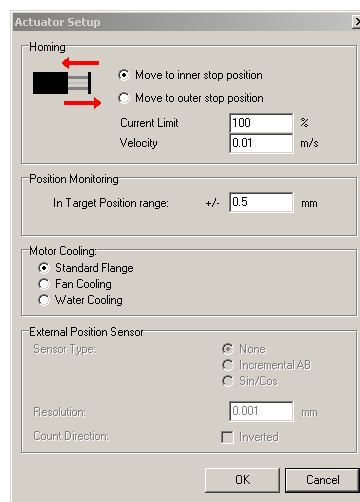 Actuator Setup
Homing
Move to inner stop position
Move to outer stop position
Current Limit 100 %
Velocity 0.01 m/s
Position Monitoring
In Target Position range: +/- 0.5 mm
Motor Cooling:
Standard Flange
Fan Cooling
Water Cooling
External Position Sensor
Sensor Type: None
Incremental AB
Sin/Cos
Resolution: 0.001 mm
Count Direction: Inverted
OK Cancel